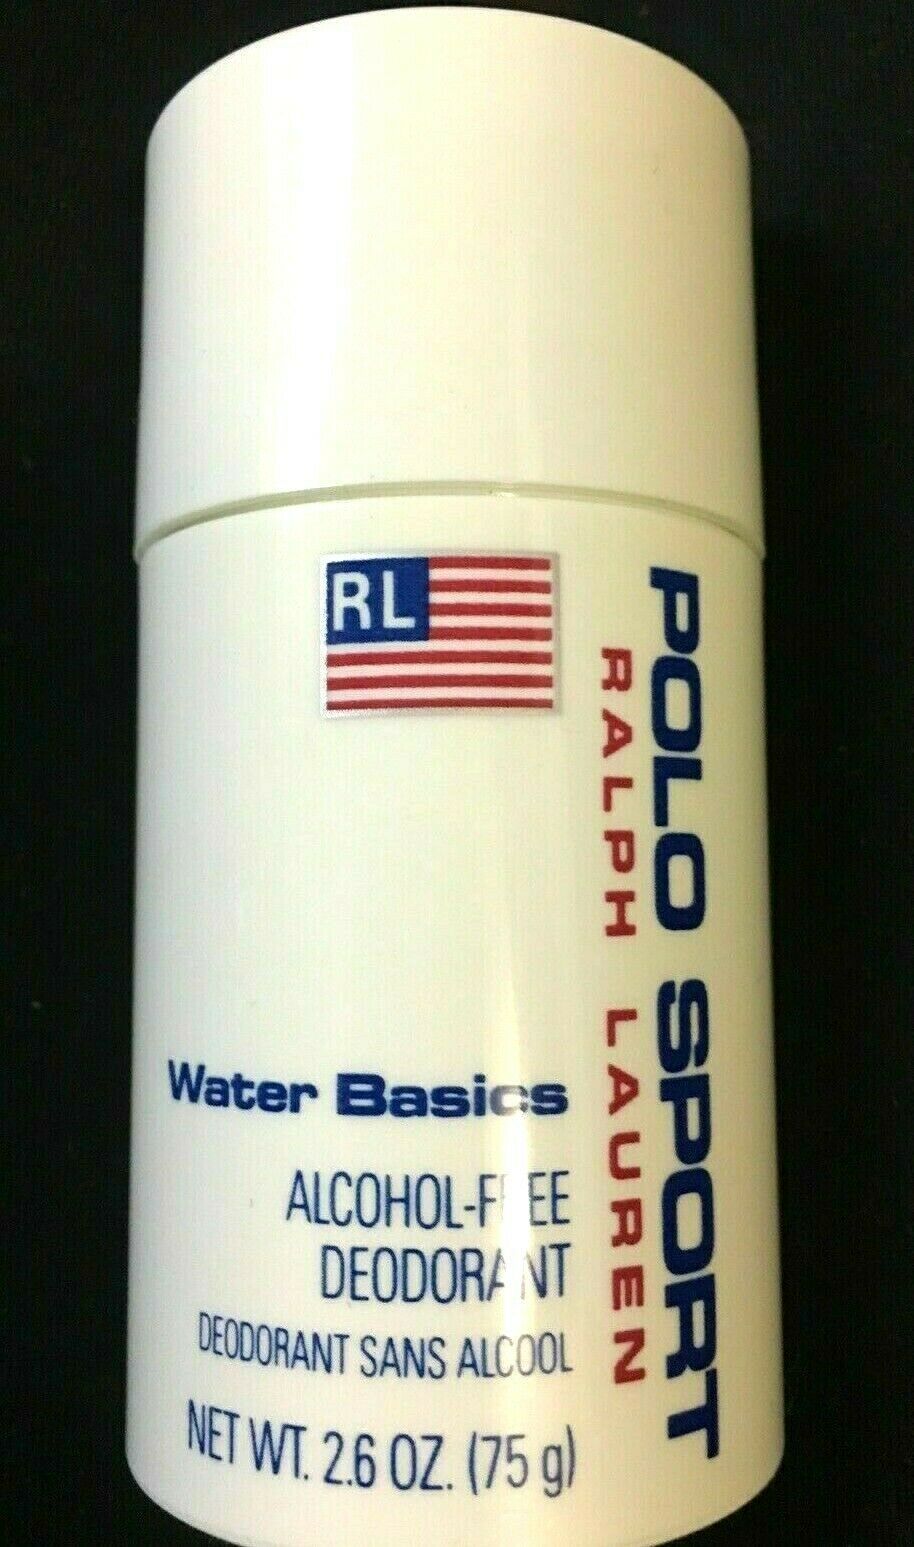 RL
POLO SPORT
RALPH LAUREN
Water Basics
ALCOHOL-FREE
DEODORANT
DEODORANT SANS ALCOOL
NET WT. 2.6 OZ. (75 g)